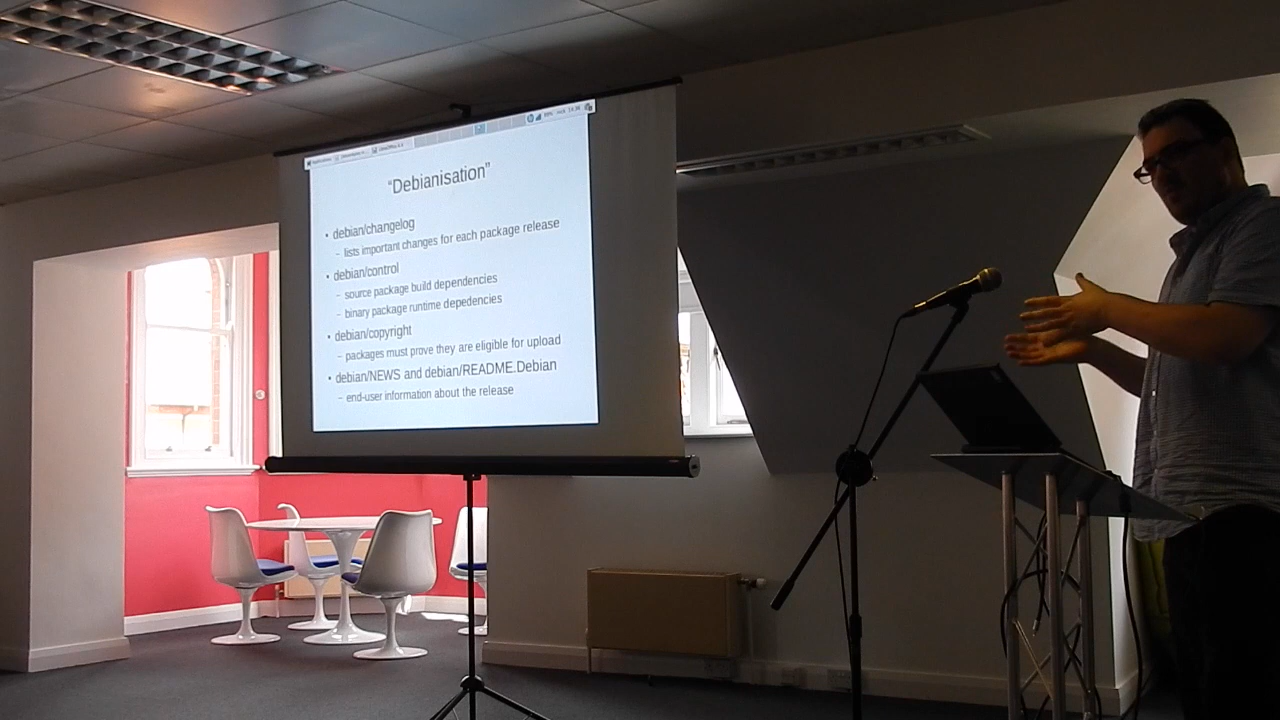 “Debianisation”
• debian/changelog
– lists important changes for each package release
• debian/control
– source package build dependencies
– binary package runtime depedencies
• debian/copyright
– packages must prove they are eligible for upload
• debian/NEWS and debian/README.Debian
– end-user information about the release